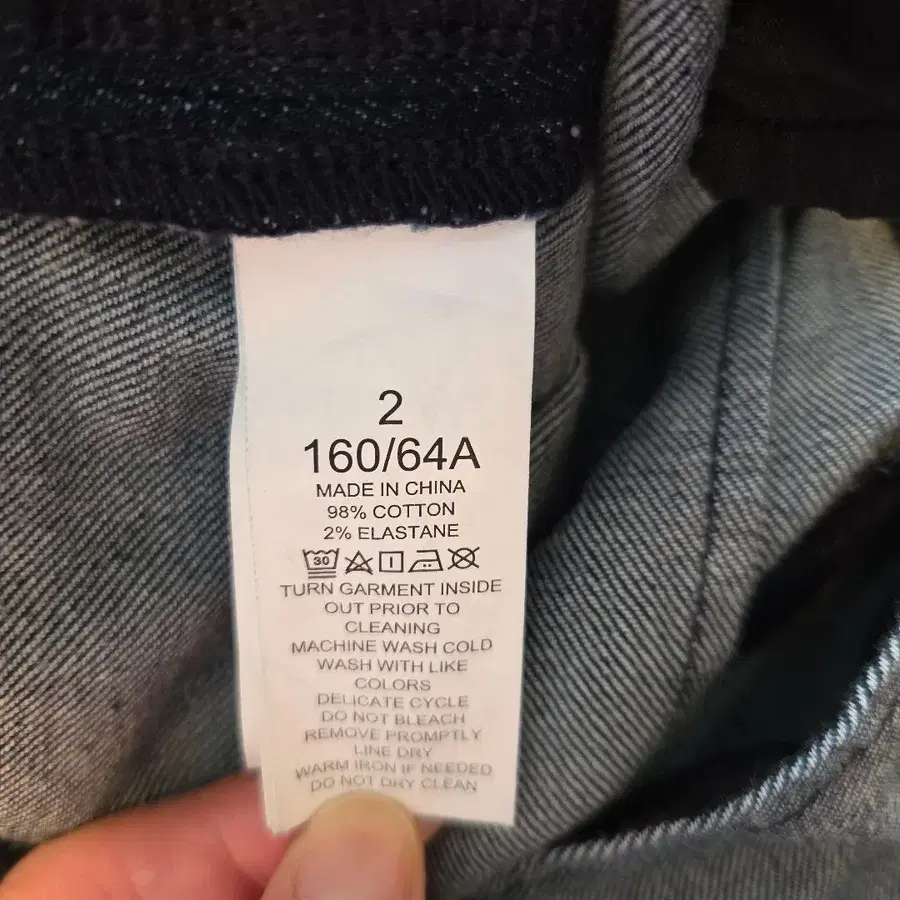 2
160/64A
MADE IN CHINA
98% COTTON
2% ELASTANE
30
TURN GARMENT INSIDE
OUT PRIOR TO
CLEANING
MACHINE WASH COLD
WASH WITH LIKE
COLORS
DELICATE CYCLE
DO NOT BLEACH
REMOVE PROMPTLY
LINE DRY
WARM IRON IF NEEDED
DO NOT DRY CLEAN